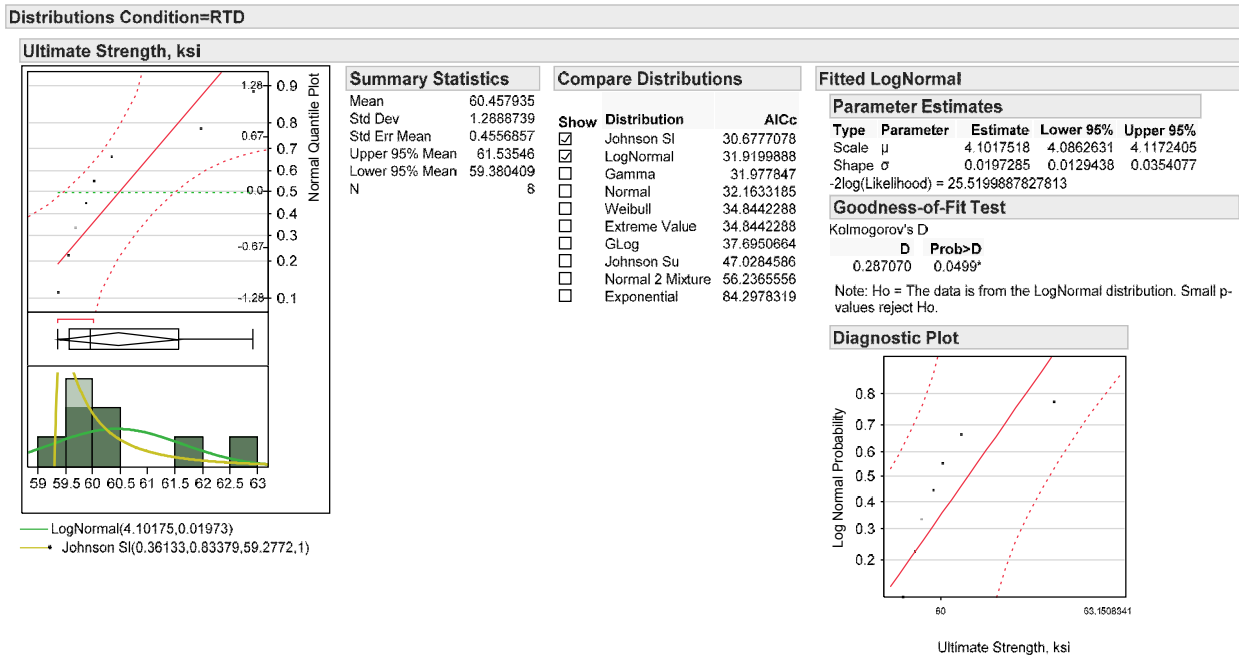 Distributions Condition=RTD
Ultimate Strength, ksi
1.28 0.9
0.8
0.67
0.7
0.6
0.0 0.5
0.4
0.3
-0.67
0.2
-1.28 0.1
Normal Quantile Plot
59 59.5 60 60.5 61 61.5 62 62.5 63
LogNormal(4.10175,0.01973)
Johnson Sl(0.36133,0.83379,59.2772,1)
Summary Statistics
Mean 60.457935
Std Dev 1.2888739
Std Err Mean 0.4556857
Upper 95% Mean 61.53546
Lower 95% Mean 59.380409
N 8
Compare Distributions
Show Distribution AICc
Johnson Sl 30.6777078
LogNormal 31.9199888
Gamma 31.977847
Normal 32.1633185
Weibull 34.8442288
Extreme Value 34.8442288
GLog 37.6950664
Johnson Su 47.0284586
Normal 2 Mixture 56.2365556
Exponential 84.2978319
Fitted LogNormal
Parameter Estimates
Type Parameter Estimate Lower 95% Upper 95%
Scale μ 4.1017518 4.0862631 4.1172405
Shape σ 0.0197285 0.0129438 0.0354077
-2log(Likelihood) = 25.5199887827813
Goodness-of-Fit Test
Kolmogorov's D
D Prob>D
0.287070 0.0499*
Note: Ho = The data is from the LogNormal distribution. Small p-
values reject Ho.
Diagnostic Plot
Log Normal Probability
0.8
0.7
0.6
0.5
0.4
0.3
0.2
60 63.1508341
Ultimate Strength, ksi